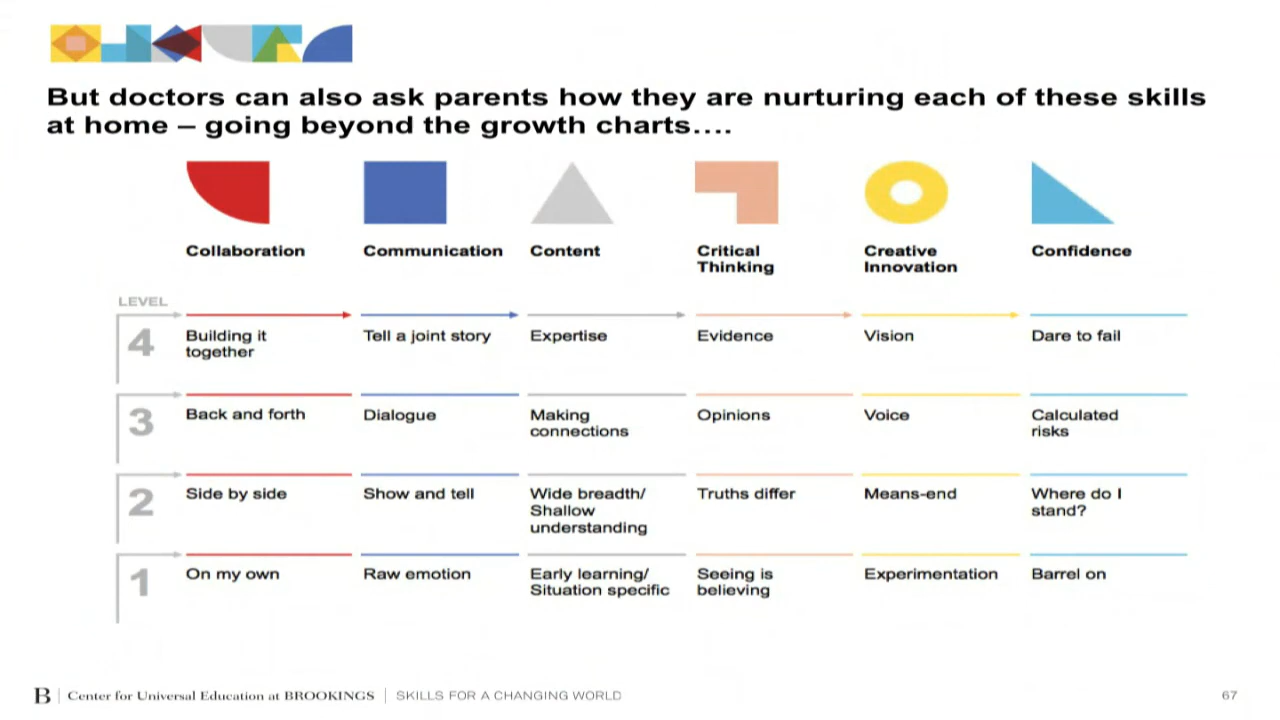 But doctors can also ask parents how they are nurturing each of these skills
at home – going beyond the growth charts....
Collaboration
Communication
Content
Critical
Thinking
Creative
Innovation
Confidence
LEVEL
4
Building it
together
Tell a joint story
Expertise
Evidence
Vision
Dare to fail
3
Back and forth
Dialogue
Making
connections
Opinions
Voice
Calculated
risks
2
Side by side
Show and tell
Wide breadth/
Shallow
understanding
Truths differ
Means-end
Where do I
stand?
1
On my own
Raw emotion
Early learning/
Situation specific
Seeing is
believing
Experimentation
Barrel on
B | Center for Universal Education at BROOKINGS | SKILLS FOR A CHANGING WORLD
67